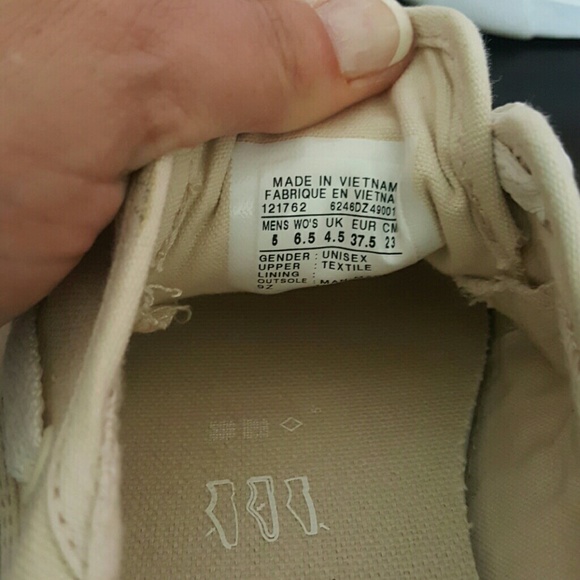 MADE IN VIETNAM
FABRIQUE EN VIETNA
121762 6246DZ49001
MENS WO'S UK EUR CM
5 6.5 4.5 37.5 23
GENDER : UNISEX
UPPER : TEXTILE
LINING :
OUTSOLE :